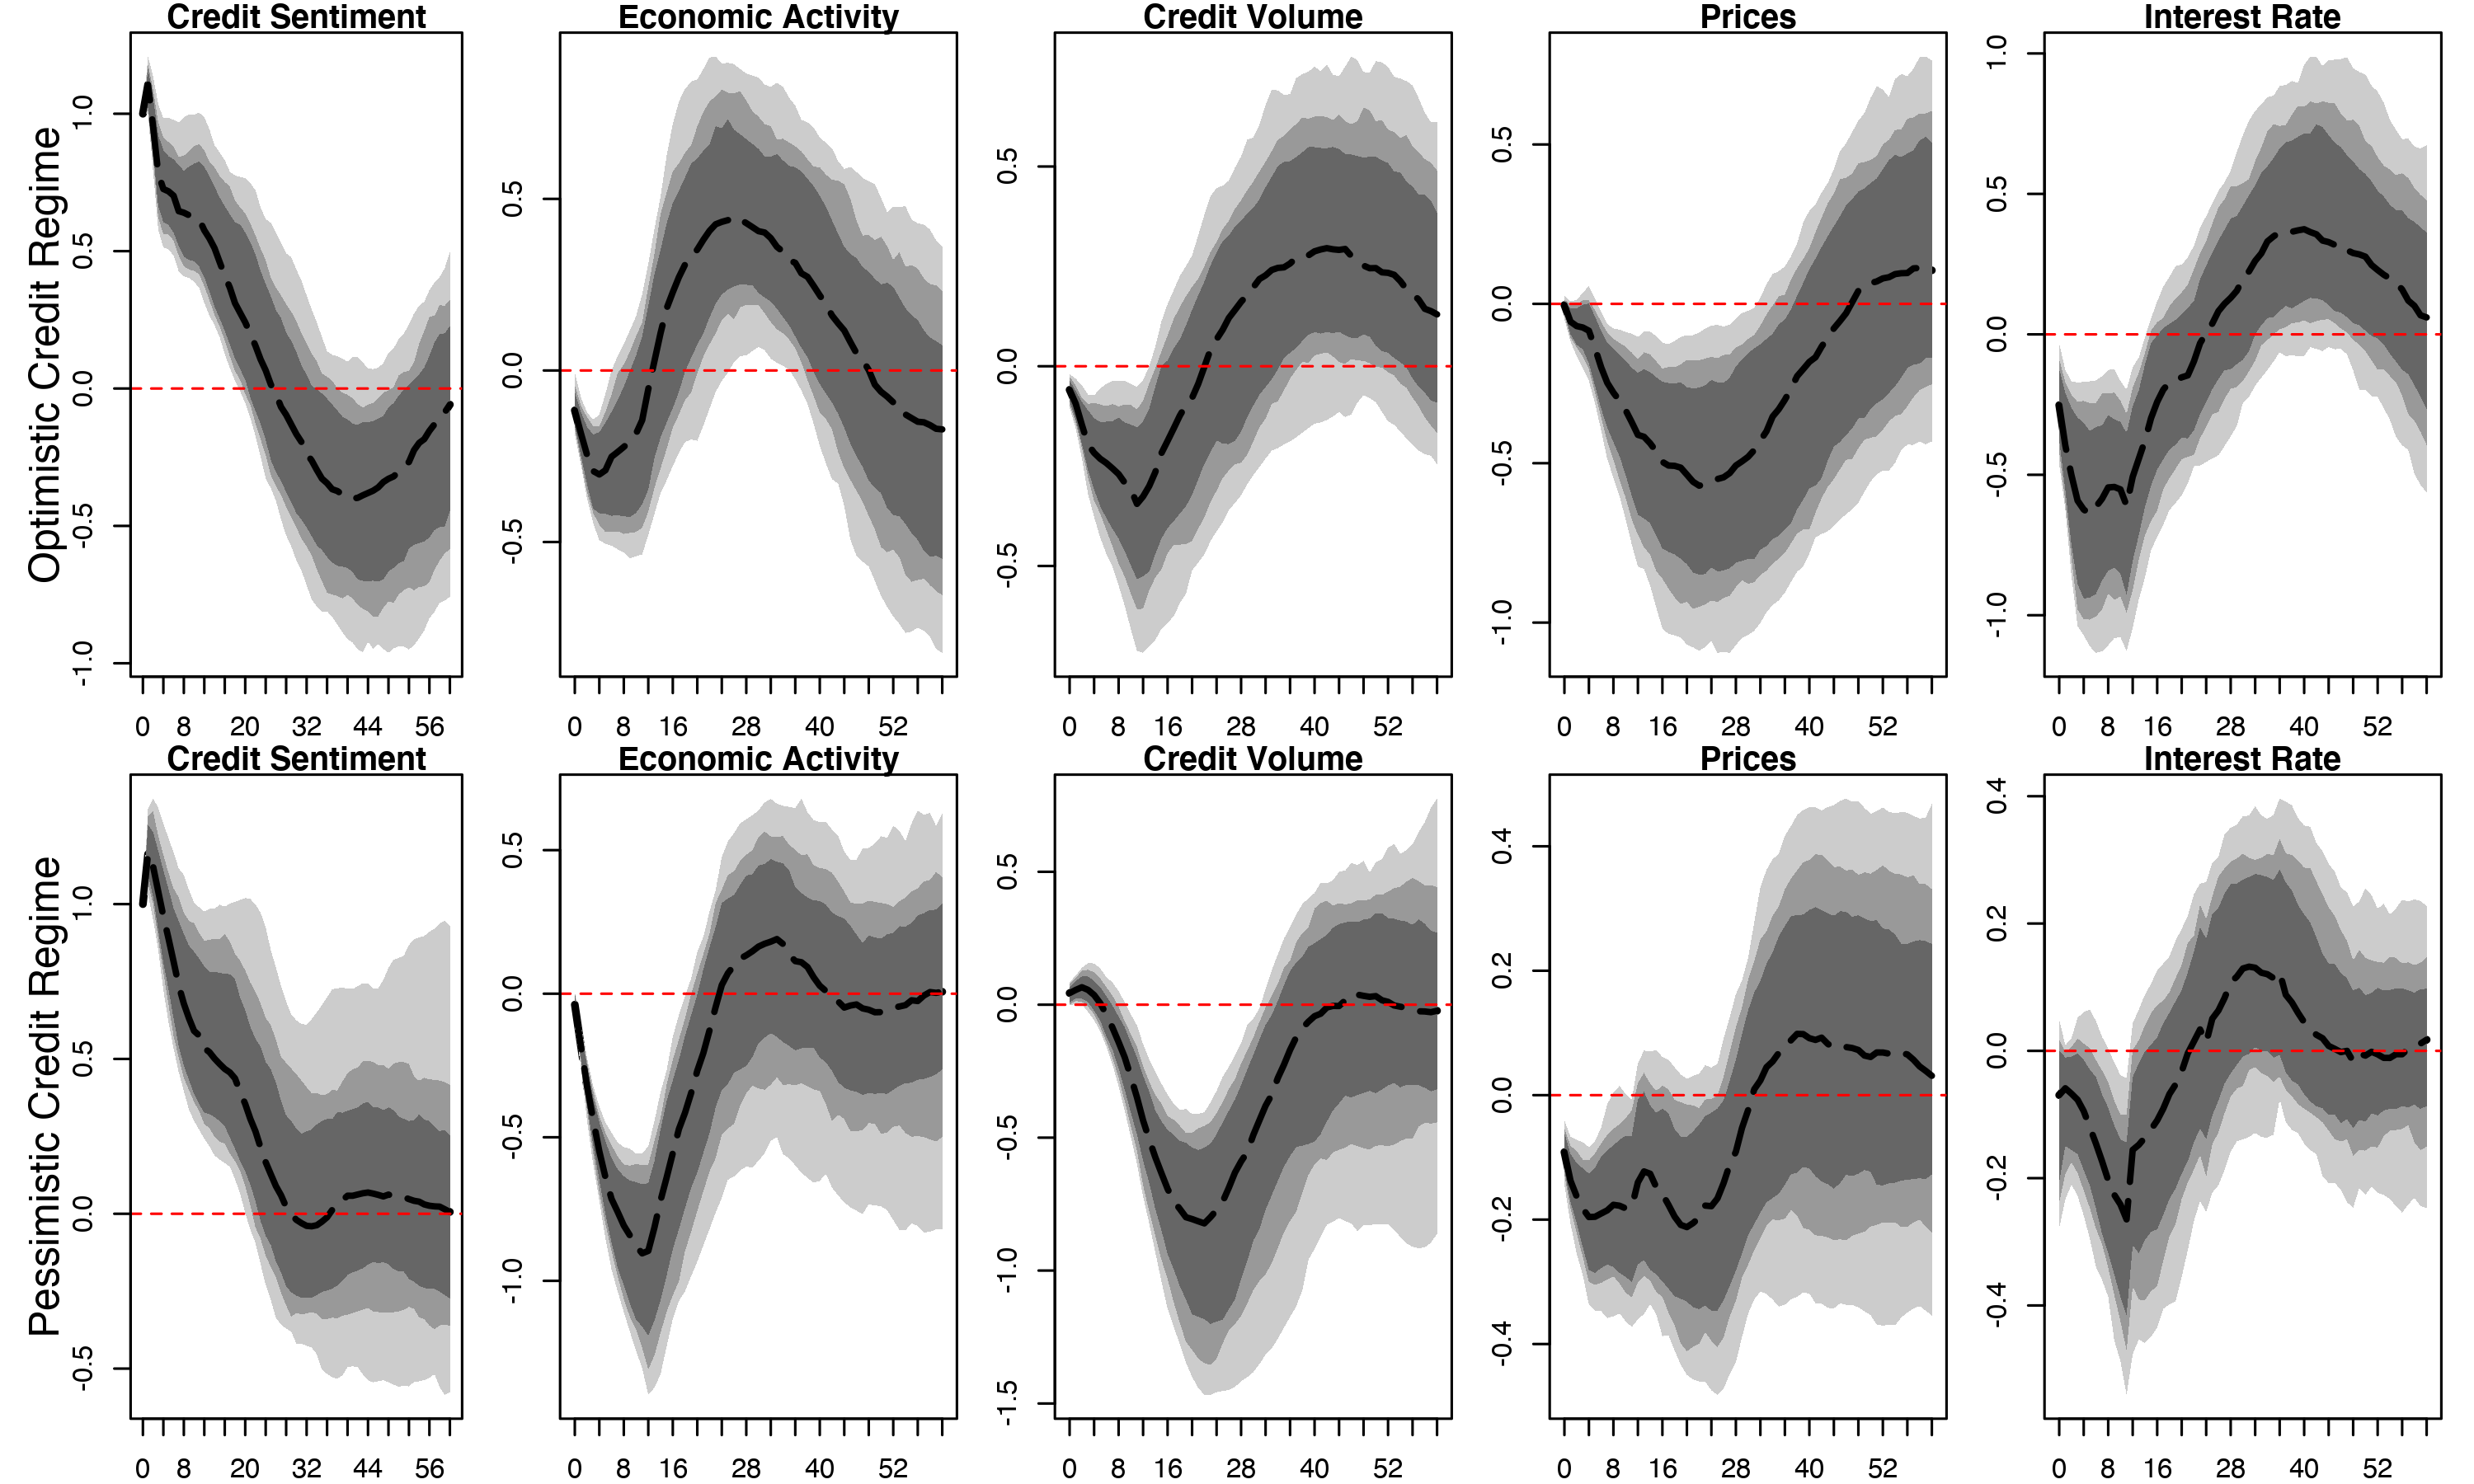 Credit Sentiment Economic Activity Credit Volume Prices Interest Rate
Optimistic Credit Regime
1.0 0.5 0.0 -0.5 -1.0
0 8 20 32 44 56
0.5 0.0 -0.5
0 8 16 28 40 52
0.5 0.0 -0.5
0 8 16 28 40 52
0.5 0.0 -0.5 -1.0
0 8 16 28 40 52
1.0 0.5 0.0 -0.5 -1.0
0 8 16 28 40 52
Credit Sentiment Economic Activity Credit Volume Prices Interest Rate
Pessimistic Credit Regime
1.0 0.5 0.0 -0.5
0 8 20 32 44 56
0.5 0.0 -0.5 -1.0
0 8 16 28 40 52
0.5 0.0 -0.5 -1.0 -1.5
0 8 16 28 40 52
0.4 0.2 0.0 -0.2 -0.4
0 8 16 28 40 52
0.4 0.2 0.0 -0.2 -0.4
0 8 16 28 40 52